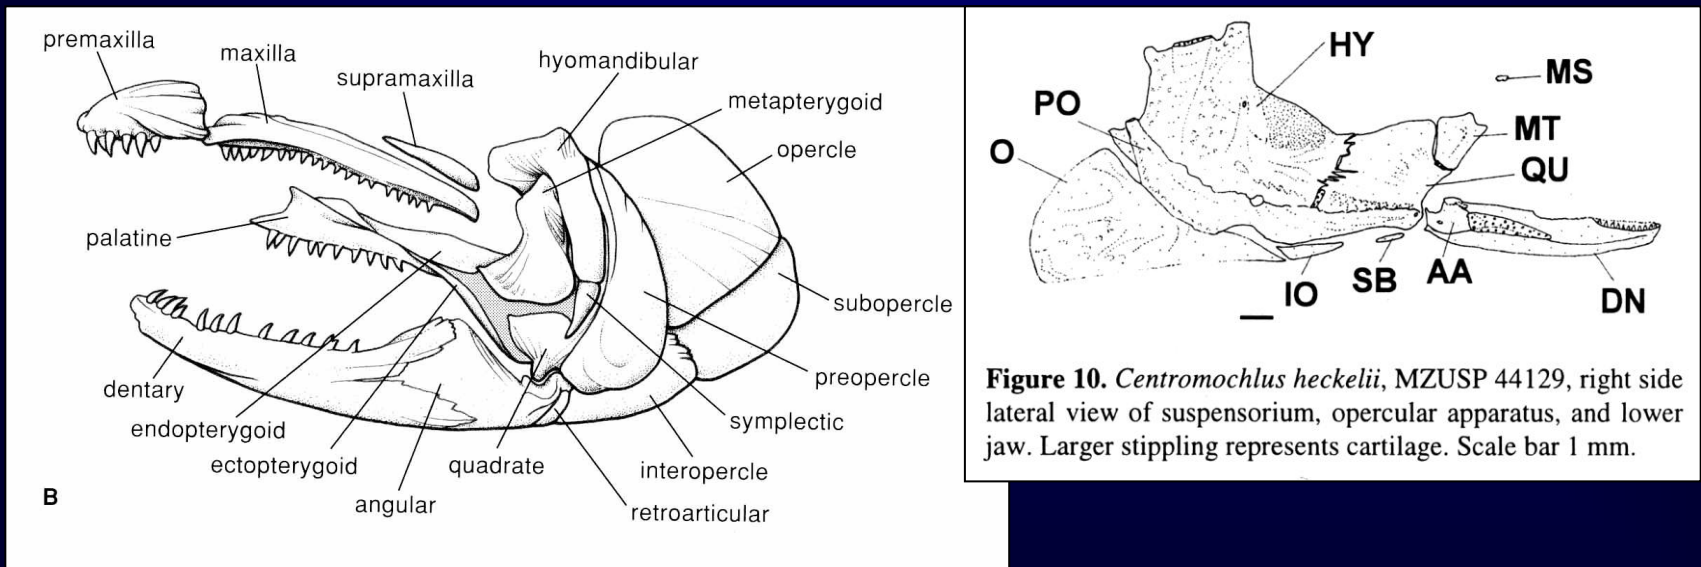 premaxilla
maxilla
supramaxilla
hyomandibular
metapterygoid
opercle
palatine
subopercle
dentary
preopercle
endopterygoid
symplectic
ectopterygoid
quadrate
interopercle
angular
retroarticular
B
HY
MS
PO
MT
O
QU
IO
SB
AA
DN
Figure 10. Centromochlus heckelii, MZUSP 44129, right side
lateral view of suspensorium, opercular apparatus, and lower
jaw. Larger stippling represents cartilage. Scale bar 1 mm.